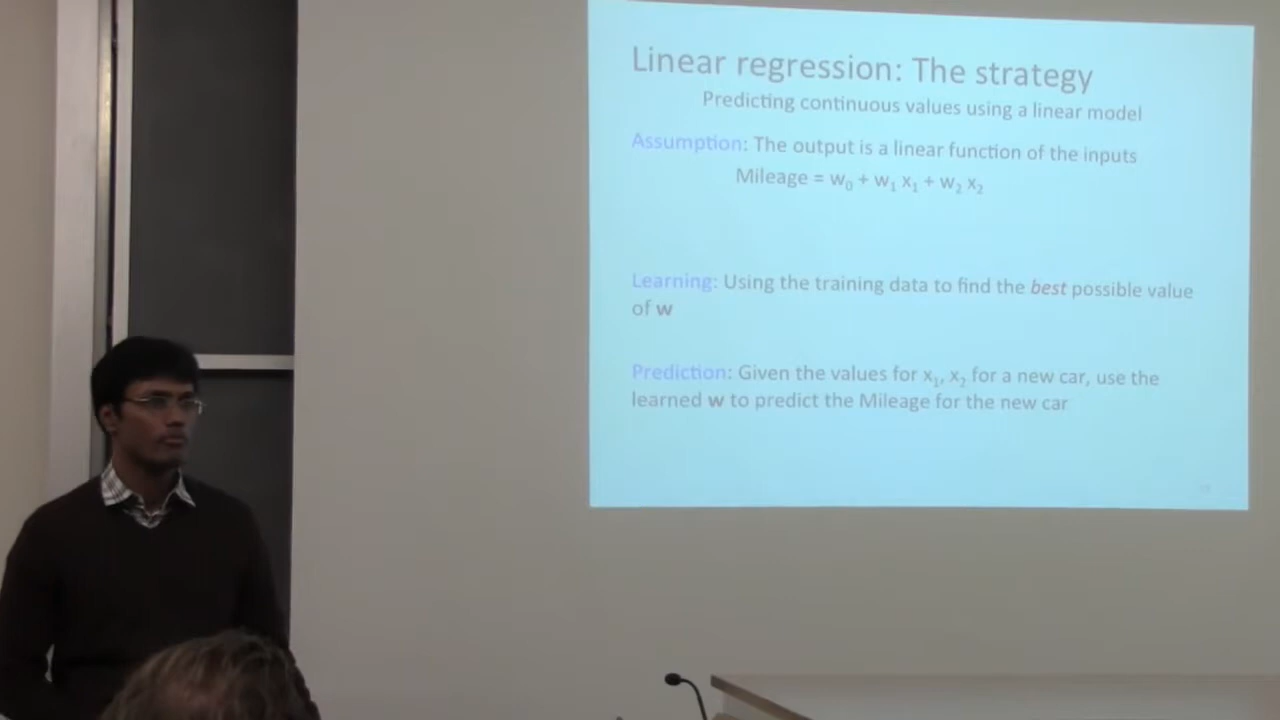 Linear regression: The strategy
Predicting continuous values using a linear model
Assumption: The output is a linear function of the inputs
Mileage = w₀ + w₁ x₁ + w₂ x₂
Learning: Using the training data to find the best possible value
of w
Prediction: Given the values for x₁, x₂ for a new car, use the
learned w to predict the Mileage for the new car